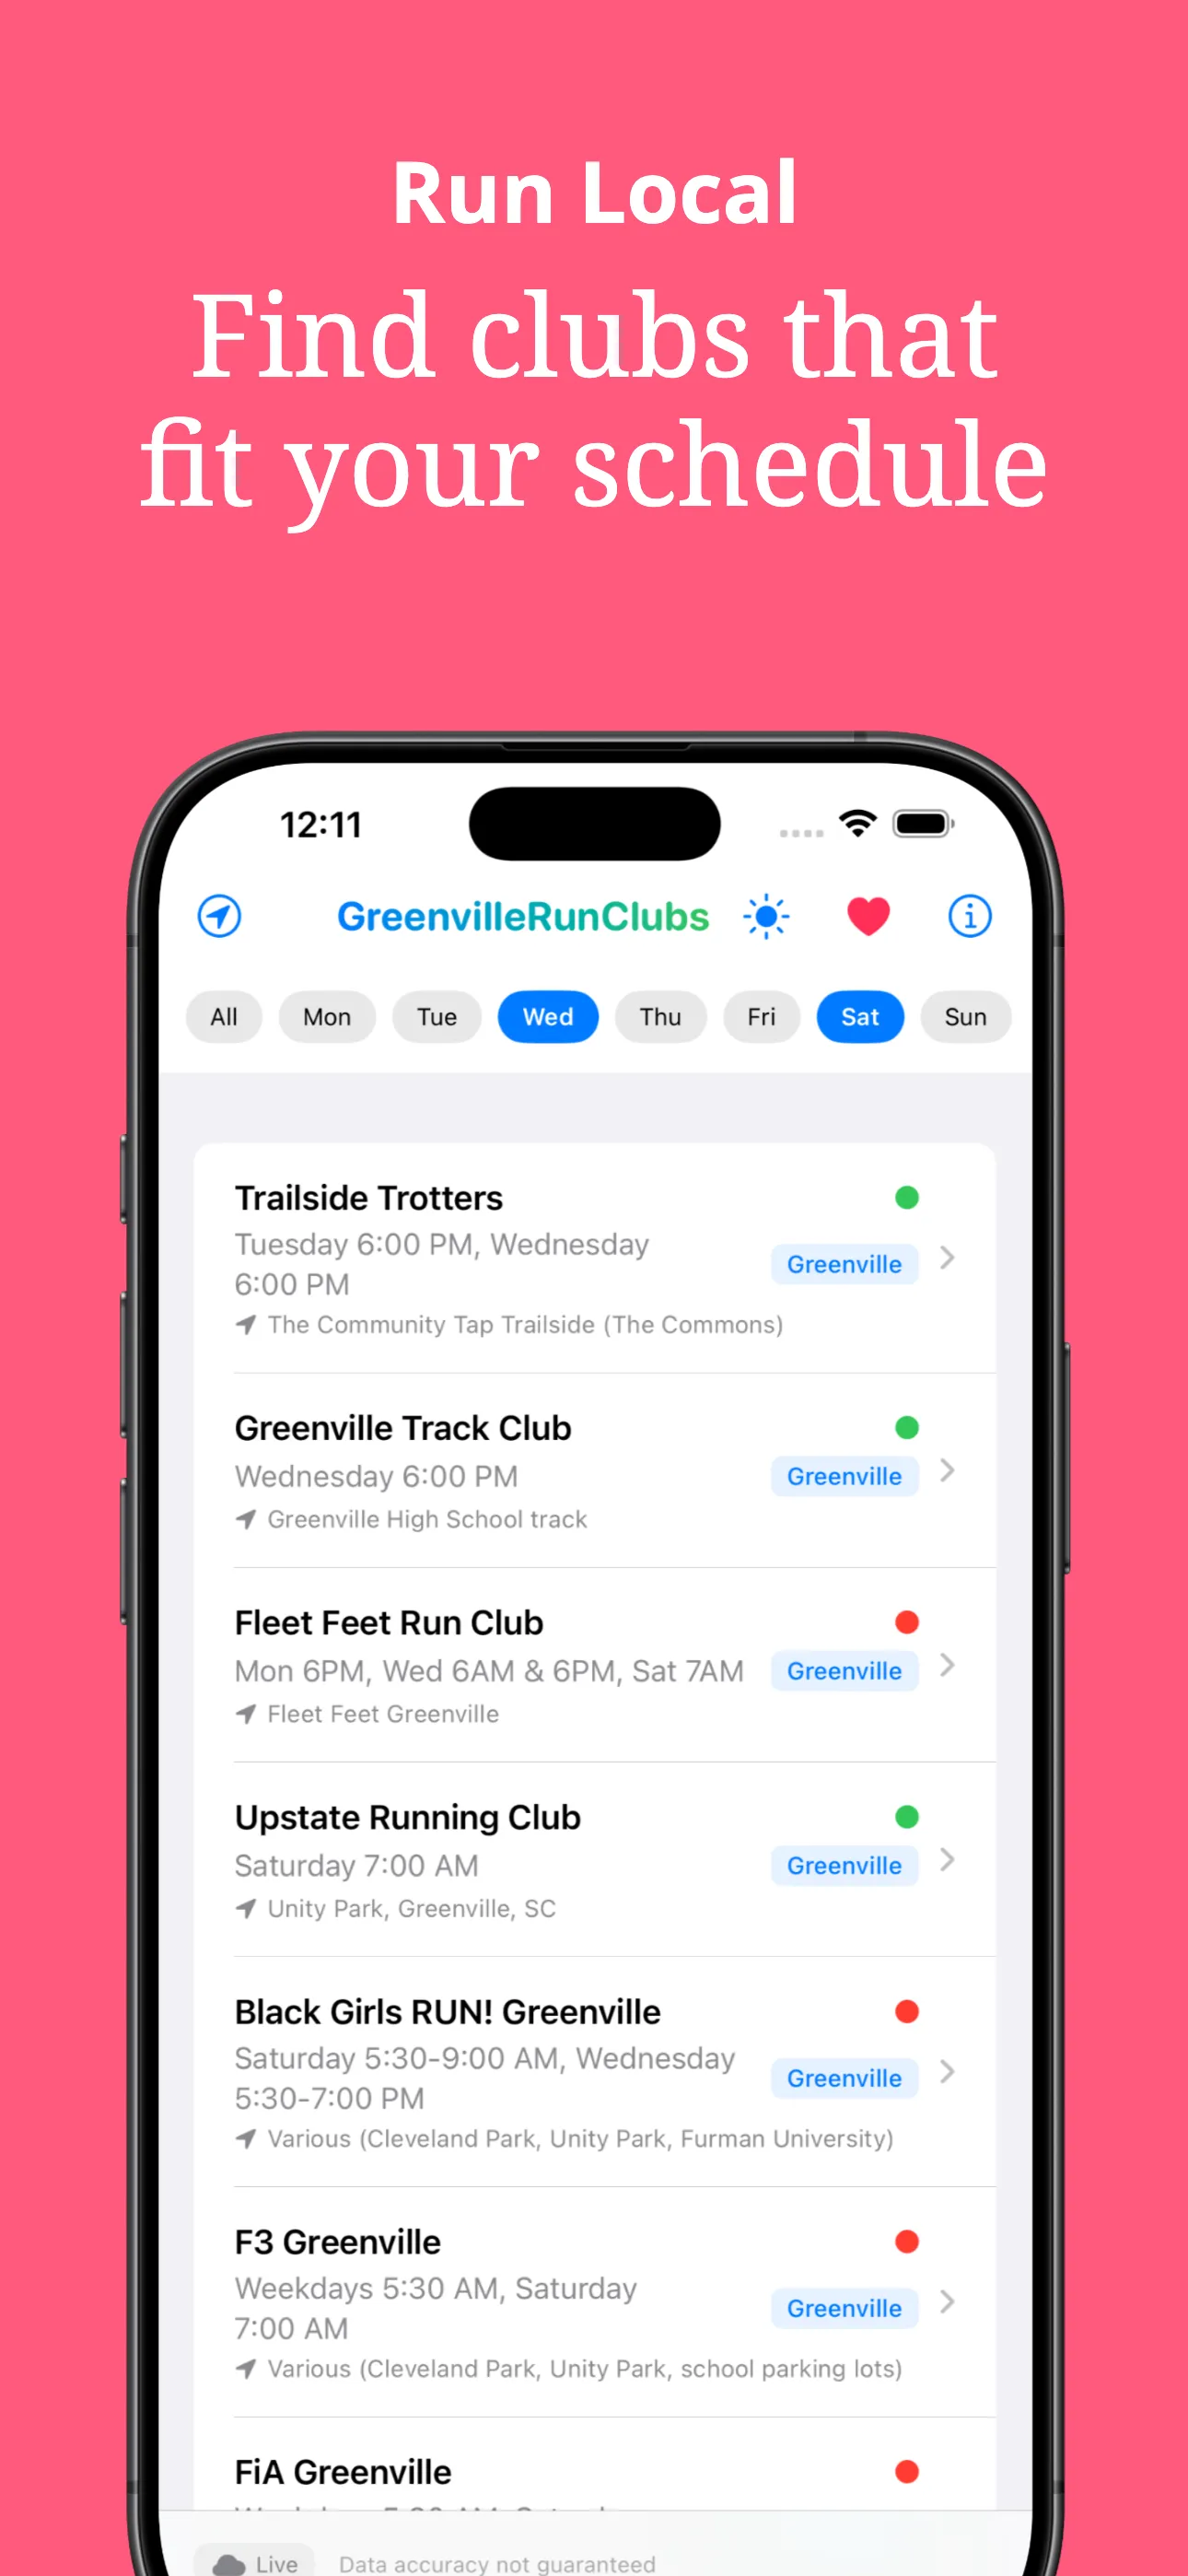 Run Local
Find clubs that
fit your schedule
12:11
GreenvilleRunClubs
All Mon Tue Wed Thu Fri Sat Sun
Trailside Trotters
Tuesday 6:00 PM, Wednesday
6:00 PM
Greenville
The Community Tap Trailside (The Commons)
Greenville Track Club
Wednesday 6:00 PM
Greenville
Greenville High School track
Fleet Feet Run Club
Mon 6PM, Wed 6AM & 6PM, Sat 7AM
Greenville
Fleet Feet Greenville
Upstate Running Club
Saturday 7:00 AM
Greenville
Unity Park, Greenville, SC
Black Girls RUN! Greenville
Saturday 5:30-9:00 AM, Wednesday
5:30-7:00 PM
Greenville
Various (Cleveland Park, Unity Park, Furman University)
F3 Greenville
Weekdays 5:30 AM, Saturday
7:00 AM
Greenville
Various (Cleveland Park, Unity Park, school parking lots)
FiA Greenville
Live
Data accuracy not guaranteed